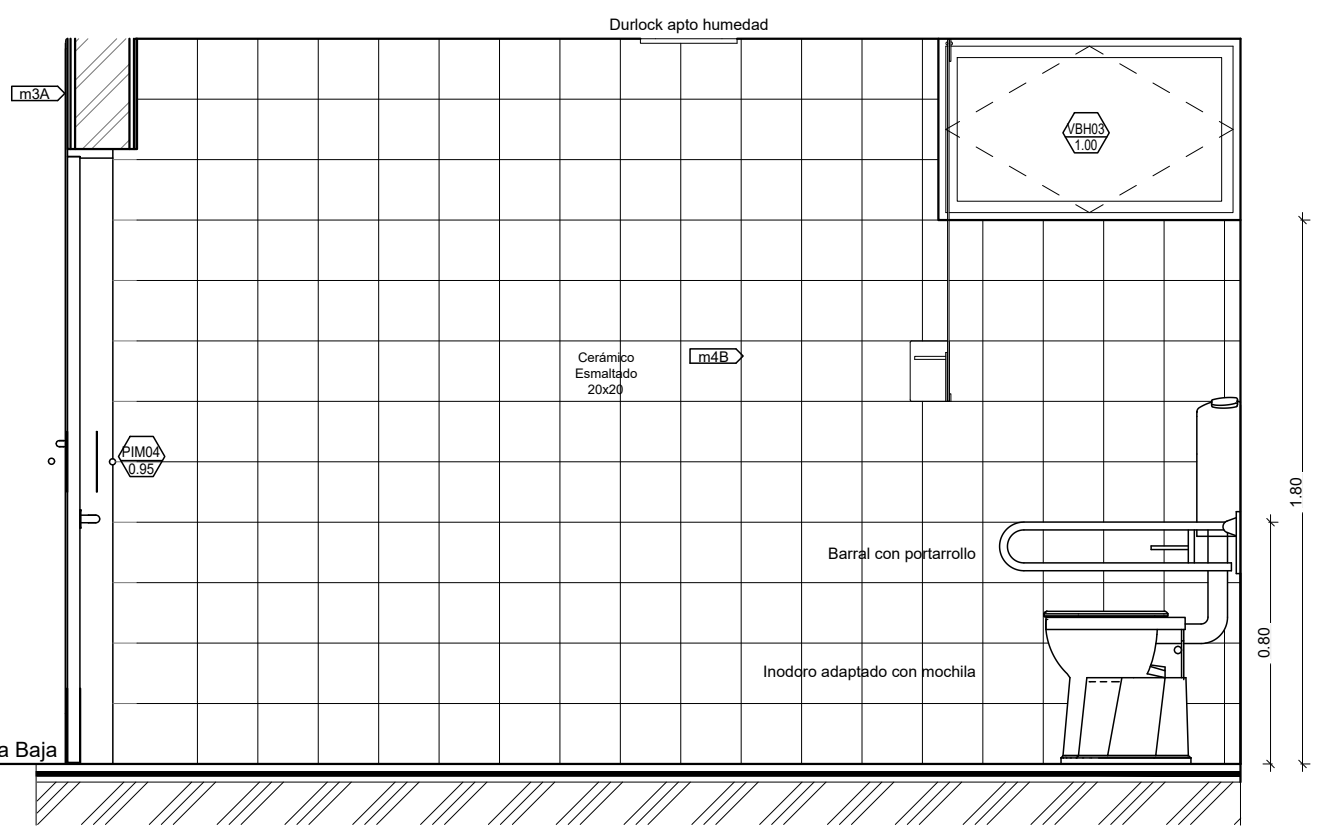 Durlock apto humedad
m3A
VBH03
1.00
Cerámico
Esmaltado
20x20
m4B
PIM04
0.95
1.80
Barral con portarrollo
0.80
Inodoro adaptado con mochila
a Baja